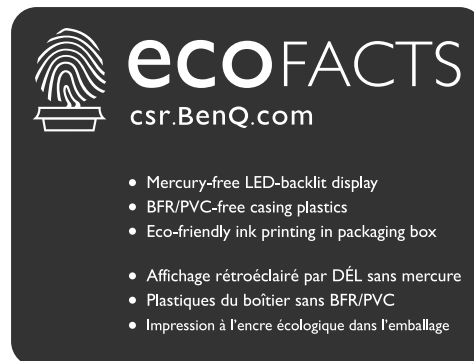 ecoFACTS
csr.BenQ.com
• Mercury-free LED-backlit display
• BFR/PVC-free casing plastics
• Eco-friendly ink printing in packaging box
• Affichage rétroéclairé par DÉL sans mercure
• Plastiques du boîtier sans BFR/PVC
• Impression à l'encre écologique dans l'emballage